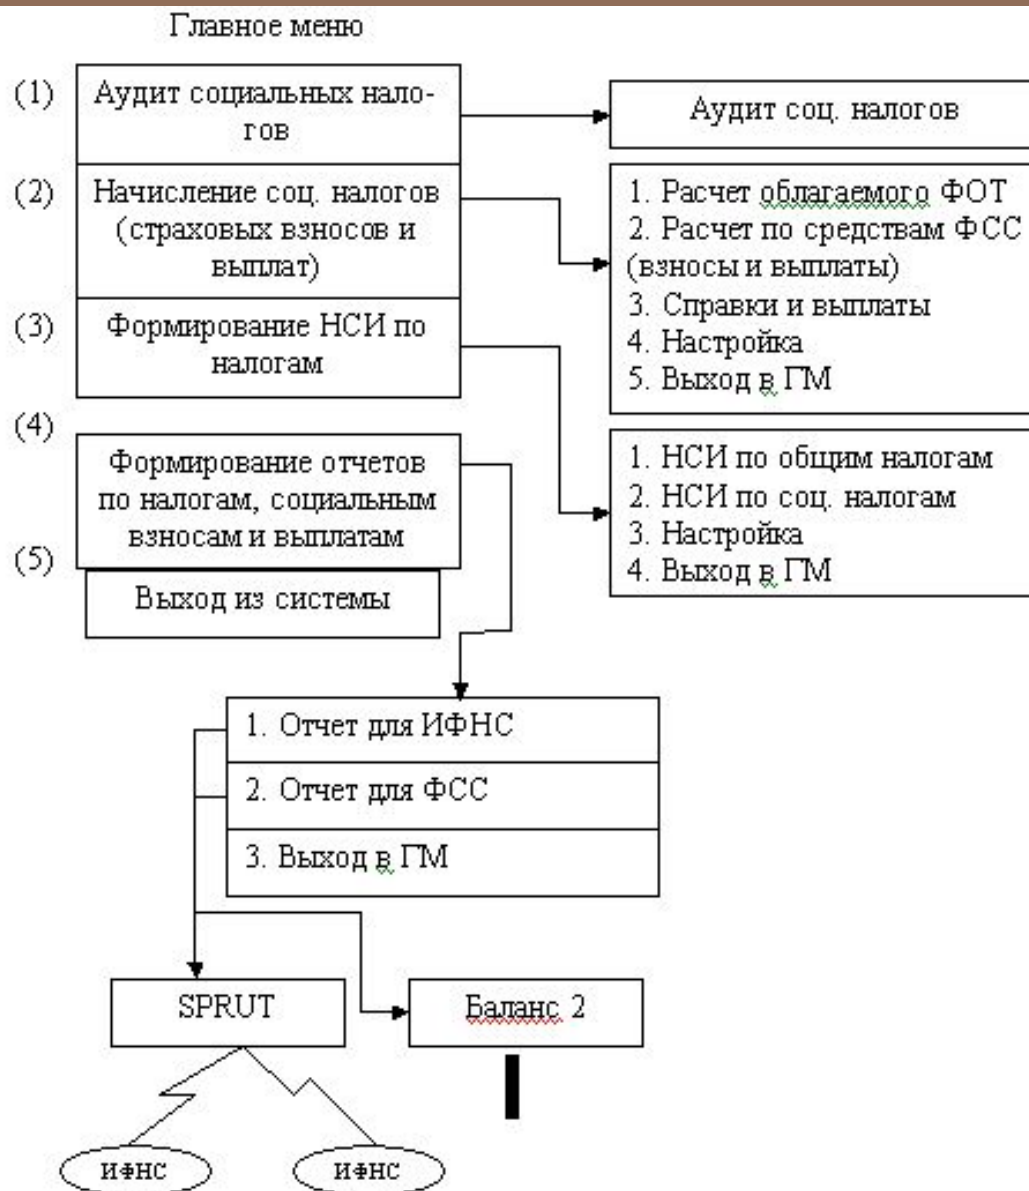 Главное меню
(1)
Аудит социальных нало-
гов
Аудит соц. налогов
(2)
Начисление соц. налогов
(страховых взносов и
выплат)
1. Расчет облагаемого ФОТ
2. Расчет по средствам ФСС
(взносы и выплаты)
3. Справки и выплаты
4. Настройка
5. Выход в ГМ
(3)
Формирование НСИ по
налогам
1. НСИ по общим налогам
2. НСИ по соц. налогам
3. Настройка
4. Выход в ГМ
(4)
Формирование отчетов
по налогам, социальным
взносам и выплатам
(5)
Выход из системы
1. Отчет для ИФНС
2. Отчет для ФСС
3. Выход в ГМ
SPRUT
Баланс 2
ИФНС
ИФНС